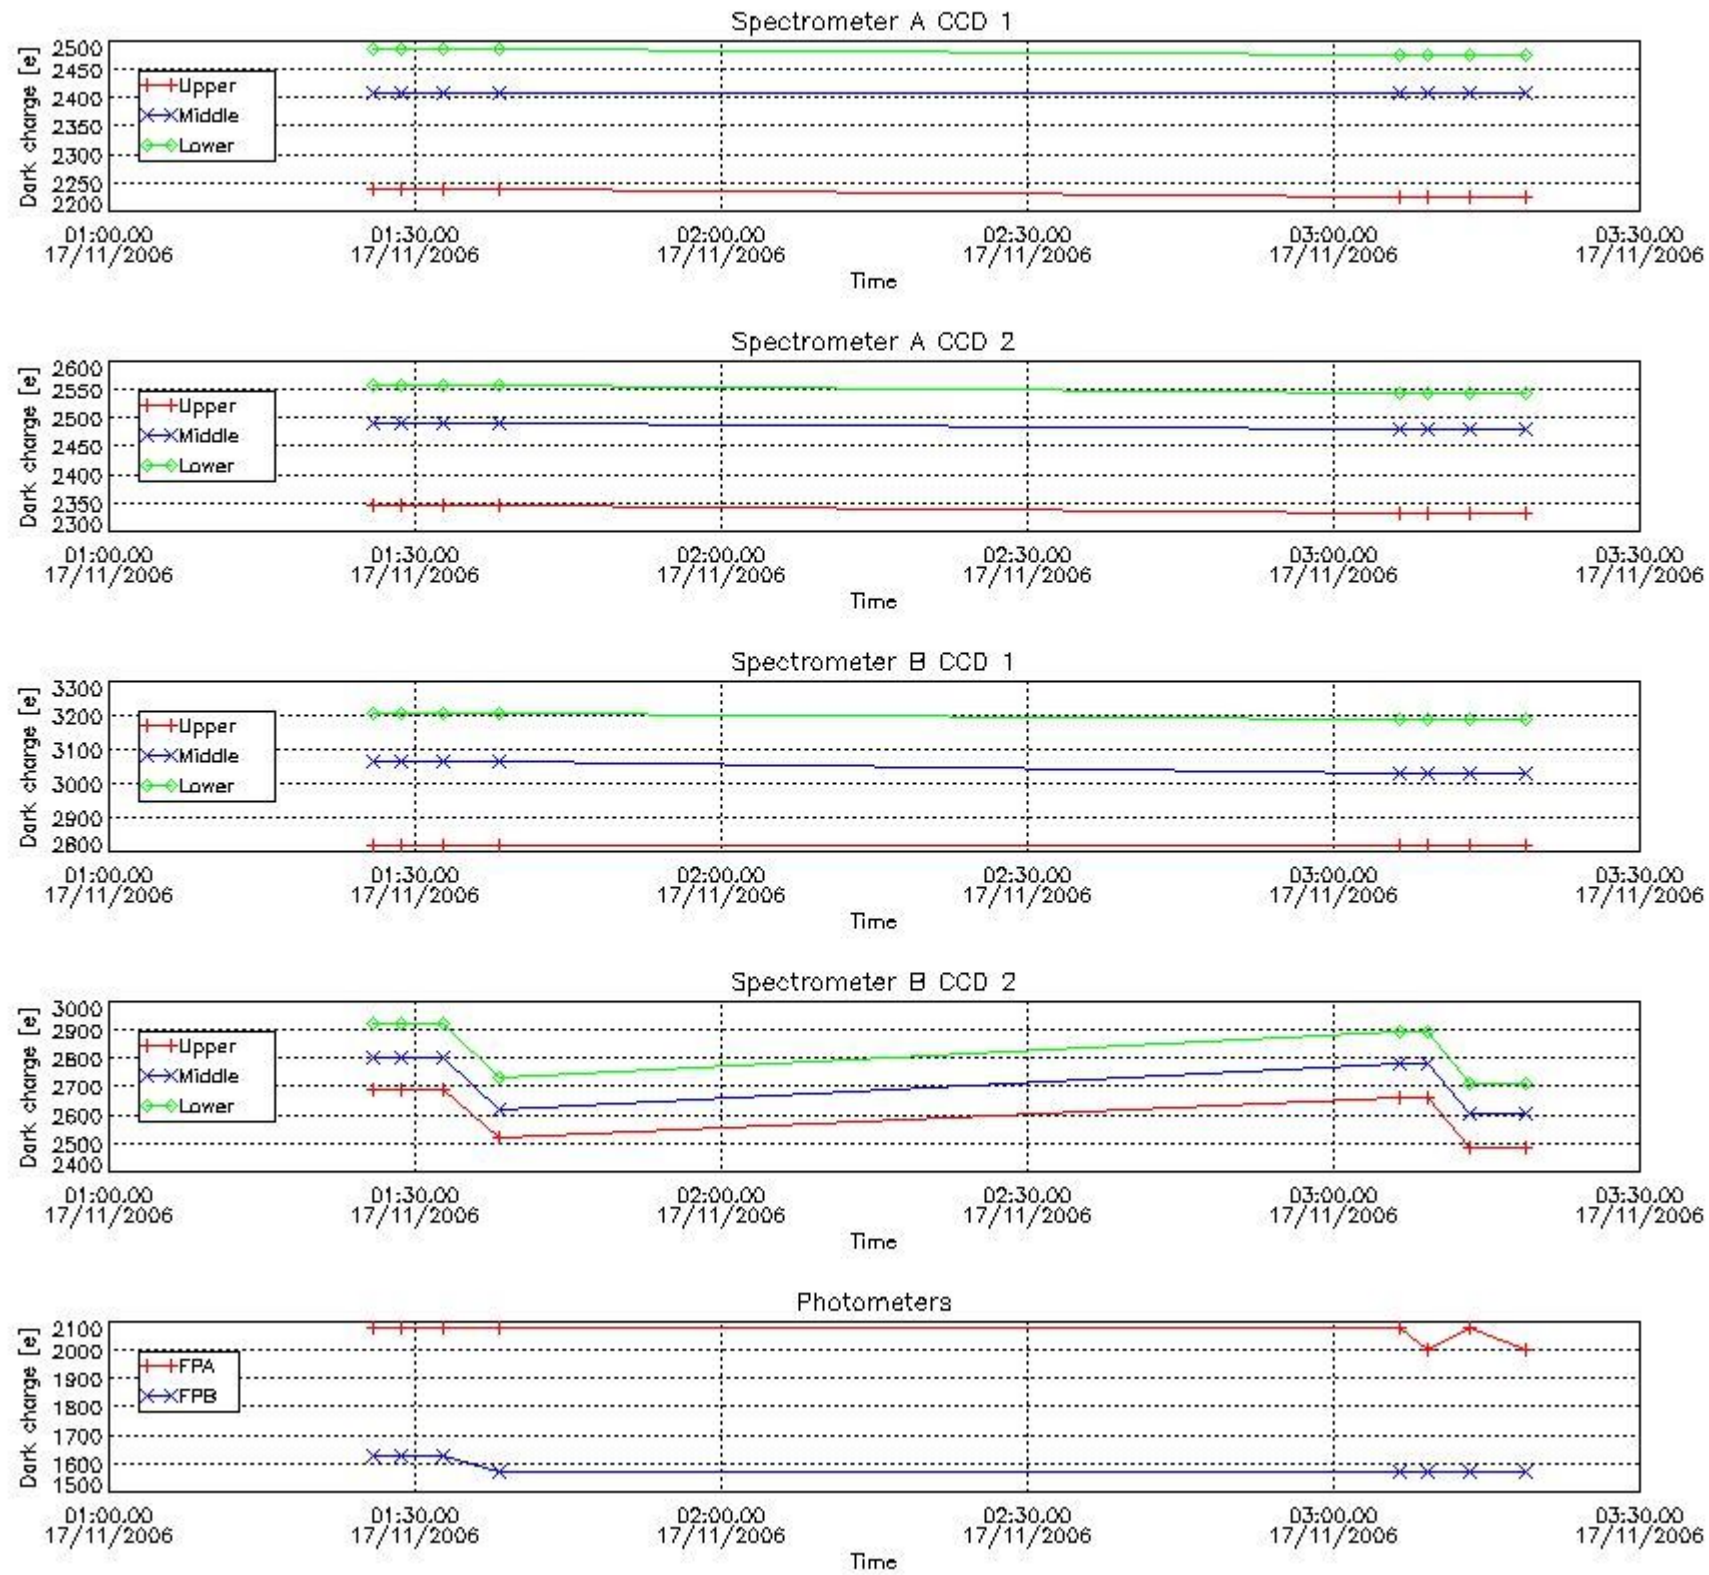 Spectrometer A CCD 1
Dark charge [e]
2500
2450
2400
2350
2300
2250
2200
Upper
Middle
Lower
01:00.00 01:30.00 02:00.00 02:30.00 03:00.00 03:30.00
17/11/2006 17/11/2006 17/11/2006 17/11/2006 17/11/2006 17/11/2006
Time
Spectrometer A CCD 2
Dark charge [e]
2600
2550
2500
2450
2400
2350
2300
Upper
Middle
Lower
01:00.00 01:30.00 02:00.00 02:30.00 03:00.00 03:30.00
17/11/2006 17/11/2006 17/11/2006 17/11/2006 17/11/2006 17/11/2006
Time
Spectrometer B CCD 1
Dark charge [e]
3300
3200
3100
3000
2900
2800
Upper
Middle
Lower
01:00.00 01:30.00 02:00.00 02:30.00 03:00.00 03:30.00
17/11/2006 17/11/2006 17/11/2006 17/11/2006 17/11/2006 17/11/2006
Time
Spectrometer B CCD 2
Dark charge [e]
3000
2900
2800
2700
2600
2500
2400
Upper
Middle
Lower
01:00.00 01:30.00 02:00.00 02:30.00 03:00.00 03:30.00
17/11/2006 17/11/2006 17/11/2006 17/11/2006 17/11/2006 17/11/2006
Time
Photometers
Dark charge [e]
2100
2000
1900
1800
1700
1600
1500
FPA
FPB
01:00.00 01:30.00 02:00.00 02:30.00 03:00.00 03:30.00
17/11/2006 17/11/2006 17/11/2006 17/11/2006 17/11/2006 17/11/2006
Time